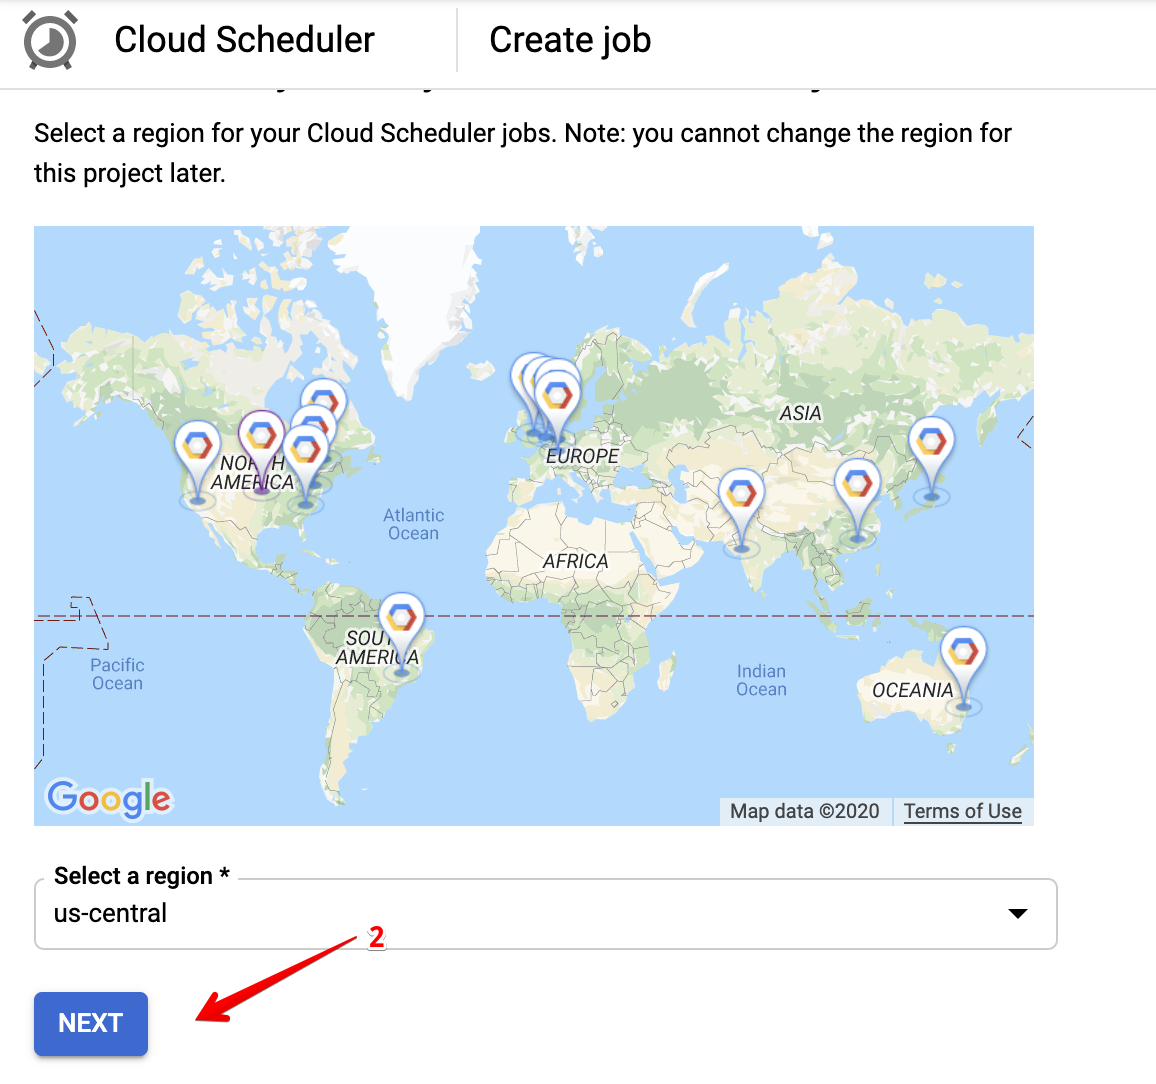 Cloud Scheduler
Create job
Select a region for your Cloud Scheduler jobs. Note: you cannot change the region for
this project later.
ASIA
EUROPE
NORTH
AMERICA
Atlantic
Ocean
AFRICA
SOUTH
AMERICA
Pacific
Ocean
Indian
Ocean
OCEANIA
Google
Map data ©2020
Terms of Use
Select a region *
us-central
2
NEXT